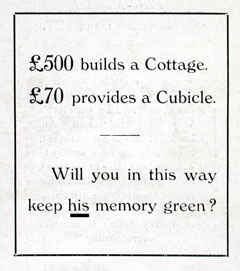 £500 builds a Cottage.
£70 provides a Cubicle.
Will you in this way
keep his memory green?